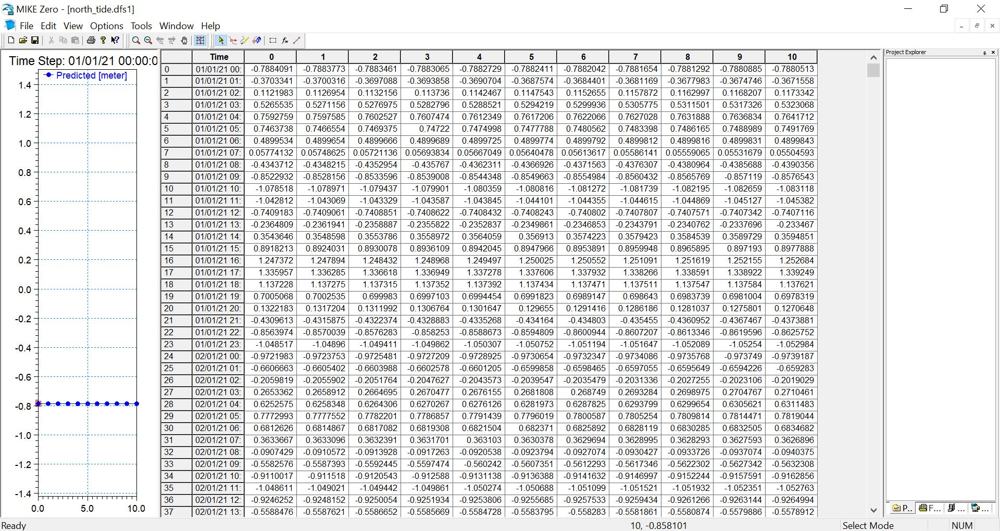 MIKE Zero - [north_tide.dfs1]
File Edit View Options Tools Window Help
Time Step: 01/01/21 00:00:0
Predicted [meter]
1.4
1.2
1.0
0.8
0.6
0.4
0.2
0.0
-0.2
-0.4
-0.6
-0.8
-1.0
-1.2
-1.4
0.0 5.0 10.0
Time 0 1 2 3 4 5 6 7 8 9 10
0 01/01/21 00: -0.7884091 -0.7883773 -0.7883461 -0.7883065 -0.7882729 -0.7882411 -0.7882042 -0.7881654 -0.7881292 -0.7880885 -0.7880513
1 01/01/21 01: -0.3703341 -0.3700316 -0.3697088 -0.3693858 -0.3690704 -0.3687574 -0.3684401 -0.3681169 -0.3677983 -0.3674746 -0.3671558
2 01/01/21 02: 0.1121983 0.1126954 0.1132156 0.113736 0.1142467 0.1147543 0.1152655 0.1157872 0.1162997 0.1168207 0.1173342
3 01/01/21 03: 0.5265535 0.5271156 0.5276975 0.5282796 0.5288521 0.5294219 0.5299936 0.5305775 0.5311501 0.5317326 0.5323068
4 01/01/21 04: 0.7592759 0.7597585 0.7602527 0.7607474 0.7612349 0.7617206 0.7622066 0.7627028 0.7631888 0.7636834 0.7641712
5 01/01/21 05: 0.7463738 0.7466554 0.7469375 0.74722 0.7474998 0.7477788 0.7480562 0.7483398 0.7486165 0.7488989 0.7491769
6 01/01/21 06: 0.4899534 0.4899654 0.4899666 0.4899689 0.4899725 0.4899774 0.4899792 0.4899812 0.4899816 0.4899831 0.4899843
7 01/01/21 07: 0.05774132 0.05748625 0.05721136 0.05693834 0.05667049 0.05640478 0.05613617 0.05586141 0.05559065 0.05531679 0.05504593
8 01/01/21 08: -0.4343712 -0.4348215 -0.4352954 -0.435767 -0.4362311 -0.4366926 -0.4371563 -0.4376307 -0.4380964 -0.4385688 -0.4390356
9 01/01/21 09: -0.8522932 -0.8528156 -0.8533596 -0.8539008 -0.8544348 -0.8549663 -0.8554984 -0.8560432 -0.8565769 -0.857119 -0.8576543
10 01/01/21 10: -1.078518 -1.078971 -1.079437 -1.079901 -1.080359 -1.080816 -1.081272 -1.081739 -1.082195 -1.082659 -1.083118
11 01/01/21 11: -1.042812 -1.043069 -1.043329 -1.043587 -1.043845 -1.044101 -1.044355 -1.044615 -1.044869 -1.045127 -1.045382
12 01/01/21 12: -0.7409183 -0.7409061 -0.7408851 -0.7408622 -0.7408432 -0.7408243 -0.740802 -0.7407807 -0.7407571 -0.7407342 -0.7407116
13 01/01/21 13: -0.2364809 -0.2361941 -0.2358887 -0.2355822 -0.2352837 -0.2349861 -0.2346853 -0.2343791 -0.2340762 -0.2337696 -0.233467
14 01/01/21 14: 0.3543646 0.3548598 0.3553786 0.3558972 0.3564059 0.356913 0.3574223 0.3579423 0.3584539 0.3589729 0.3594851
15 01/01/21 15: 0.8918213 0.8924031 0.8930078 0.8936109 0.8942045 0.8947966 0.8953891 0.8959948 0.8965895 0.897193 0.8977888
16 01/01/21 16: 1.247372 1.247894 1.248432 1.248968 1.249497 1.250025 1.250552 1.251091 1.251619 1.252155 1.252684
17 01/01/21 17: 1.335957 1.336285 1.336618 1.336949 1.337278 1.337606 1.337932 1.338266 1.338591 1.338922 1.339249
18 01/01/21 18: 1.137228 1.137275 1.137315 1.137352 1.137392 1.137434 1.137471 1.137511 1.137547 1.137584 1.137621
19 01/01/21 19: 0.7005068 0.7002535 0.699983 0.6997103 0.6994454 0.6991823 0.6989147 0.698643 0.6983739 0.6981004 0.6978319
20 01/01/21 20: 0.1322183 0.1317204 0.1311992 0.1306764 0.1301647 0.129655 0.1291416 0.1286186 0.1281037 0.1275801 0.1270648
21 01/01/21 21: -0.4309613 -0.4315875 -0.4322374 -0.4328883 -0.4335268 -0.434164 -0.434803 -0.435455 -0.4360952 -0.4367467 -0.4373881
22 01/01/21 22: -0.8563974 -0.8570039 -0.8576283 -0.858253 -0.8588673 -0.8594809 -0.8600944 -0.8607207 -0.8613346 -0.8619596 -0.8625752
23 01/01/21 23: -1.048517 -1.04896 -1.049411 -1.049862 -1.050307 -1.050752 -1.051194 -1.051647 -1.052089 -1.05254 -1.052984
24 02/01/21 00: -0.9721983 -0.9723753 -0.9725481 -0.9727209 -0.9728925 -0.9730654 -0.9732347 -0.9734086 -0.9735768 -0.973749 -0.9739187
25 02/01/21 01: -0.6606663 -0.6605402 -0.6603988 -0.6602578 -0.6601205 -0.6599858 -0.6598465 -0.6597055 -0.6595649 -0.6594226 -0.659283
26 02/01/21 02: -0.2059819 -0.2055902 -0.2051764 -0.2047627 -0.2043573 -0.2039547 -0.2035479 -0.2031336 -0.2027255 -0.2023106 -0.2019029
27 02/01/21 03: 0.2653362 0.2658912 0.2664695 0.2670477 0.2676155 0.2681808 0.268749 0.2693284 0.2698975 0.2704767 0.2710461
28 02/01/21 04: 0.6252575 0.6258348 0.6264306 0.6270267 0.6276126 0.6281973 0.6287825 0.6293799 0.6299654 0.6305621 0.6311483
29 02/01/21 05: 0.7772993 0.7777552 0.7782201 0.7786857 0.7791439 0.7796019 0.7800587 0.7805254 0.7809814 0.7814471 0.7819044
30 02/01/21 06: 0.6812626 0.6814867 0.6817082 0.6819308 0.6821504 0.682371 0.6825892 0.6828119 0.6830285 0.6832505 0.6834682
31 02/01/21 07: 0.3633667 0.3633096 0.3632391 0.3631701 0.363103 0.3630378 0.3629694 0.3628995 0.3628293 0.3627593 0.3626896
32 02/01/21 08: -0.0907429 -0.0910572 -0.0913928 -0.0917263 -0.0920538 -0.0923794 -0.0927074 -0.0930427 -0.0933726 -0.0937074 -0.0940375
33 02/01/21 09: -0.5582576 -0.5587393 -0.5592445 -0.5597474 -0.560242 -0.5607351 -0.5612293 -0.5617346 -0.5622302 -0.5627342 -0.5632308
34 02/01/21 10: -0.9110017 -0.911518 -0.9120543 -0.912588 -0.9131138 -0.9136388 -0.9141632 -0.9146997 -0.9152244 -0.9157591 -0.9162856
35 02/01/21 11: -1.048611 -1.049021 -1.049442 -1.049861 -1.050274 -1.050688 -1.051099 -1.051521 -1.051932 -1.052351 -1.052763
36 02/01/21 12: -0.9246252 -0.9248152 -0.9250054 -0.9251934 -0.9253806 -0.9255685 -0.9257533 -0.9259434 -0.9261266 -0.9263144 -0.9264994
37 02/01/21 13: -0.5588476 -0.5587621 -0.5586652 -0.5585669 -0.5584728 -0.5583795 -0.558283 -0.5581861 -0.5580874 -0.5579886 -0.5578912
Project Explorer
P... F... ... ...
Ready 10, -0.858101 Select Mode NUM